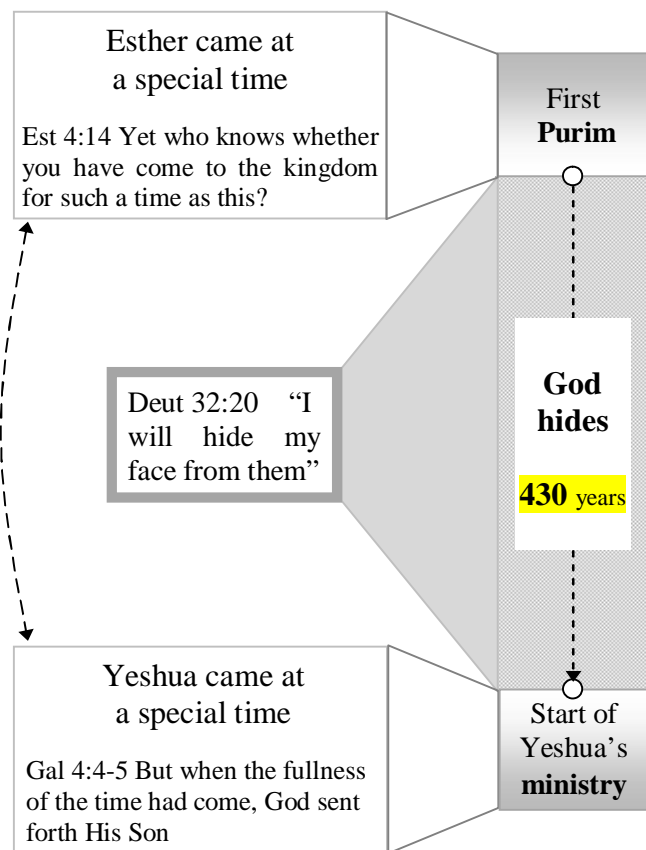 Esther came at
a special time
Est 4:14 Yet who knows whether
you have come to the kingdom
for such a time as this?
First
Purim
Deut 32:20 “I
will hide my
face from them”
God
hides
430 years
Yeshua came at
a special time
Gal 4:4-5 But when the fullness
of the time had come, God sent
forth His Son
Start of
Yeshua’s
ministry